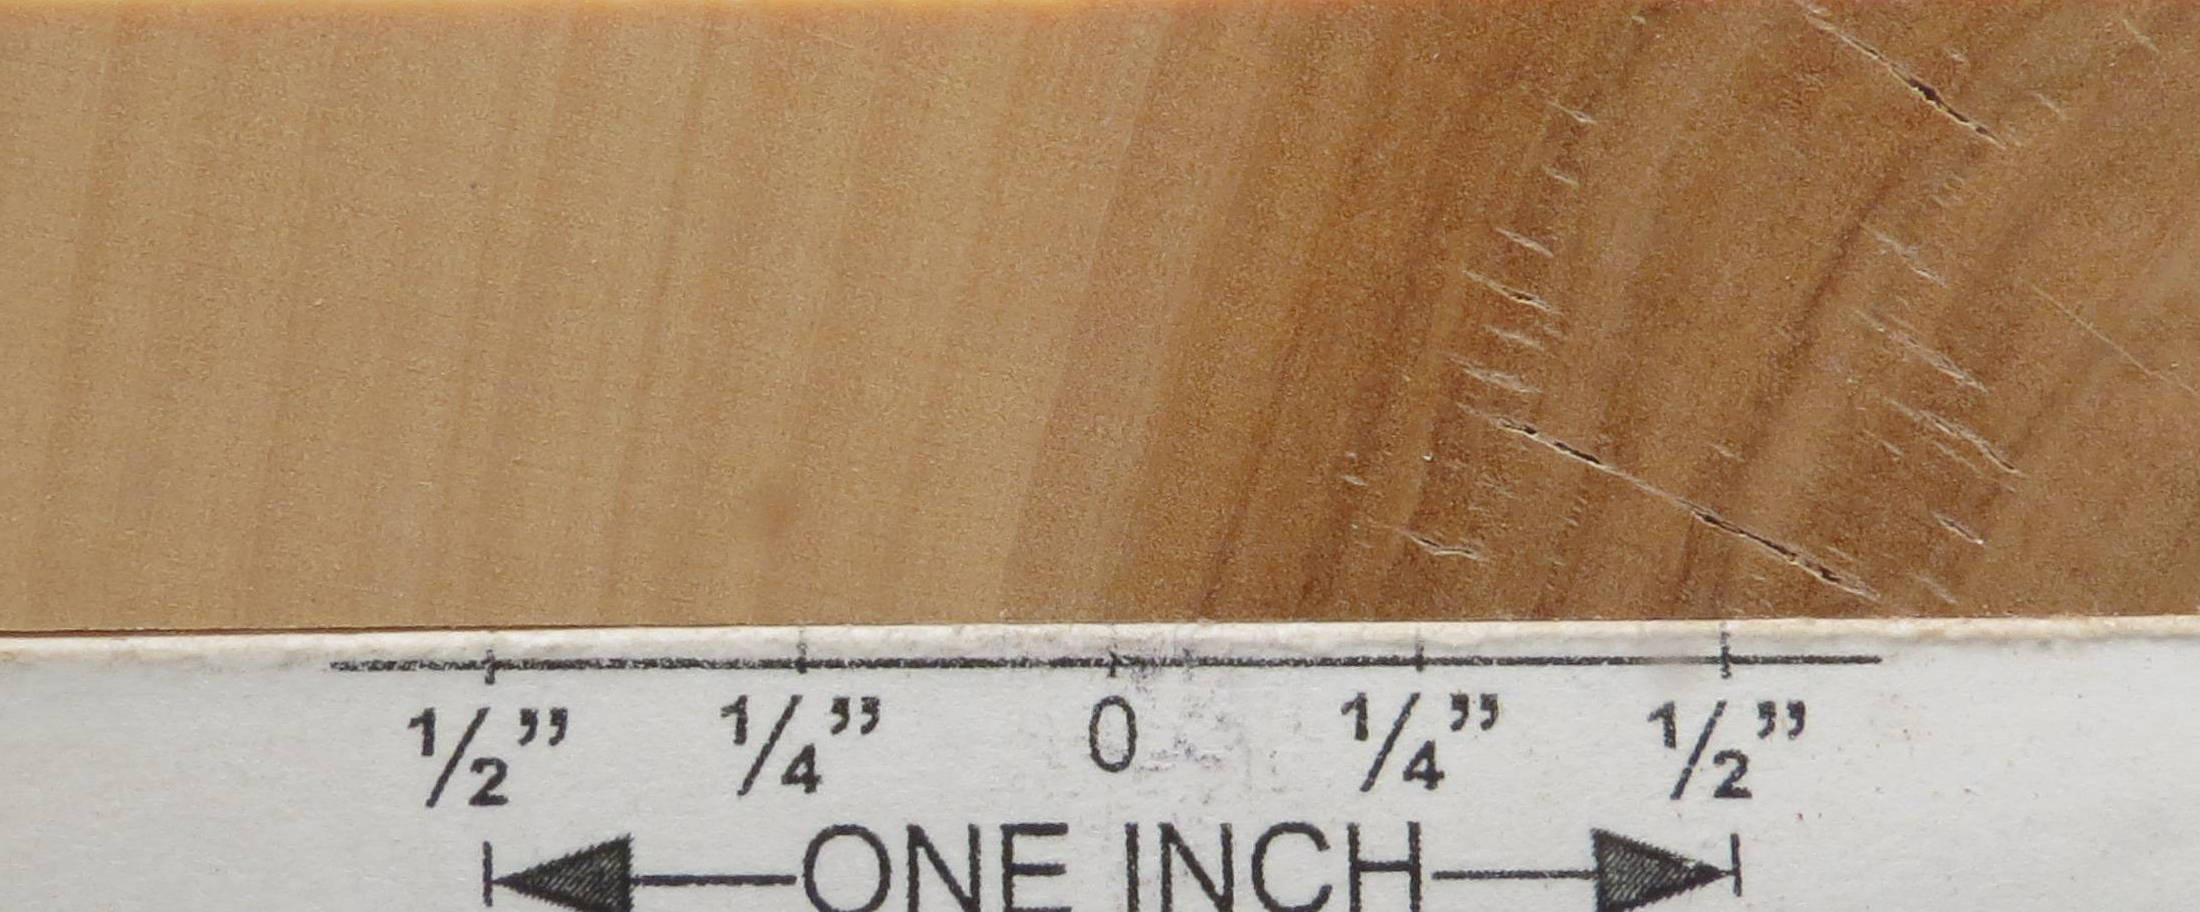 1/2” 1/4” 0 1/4” 1/2”
ONE INCH